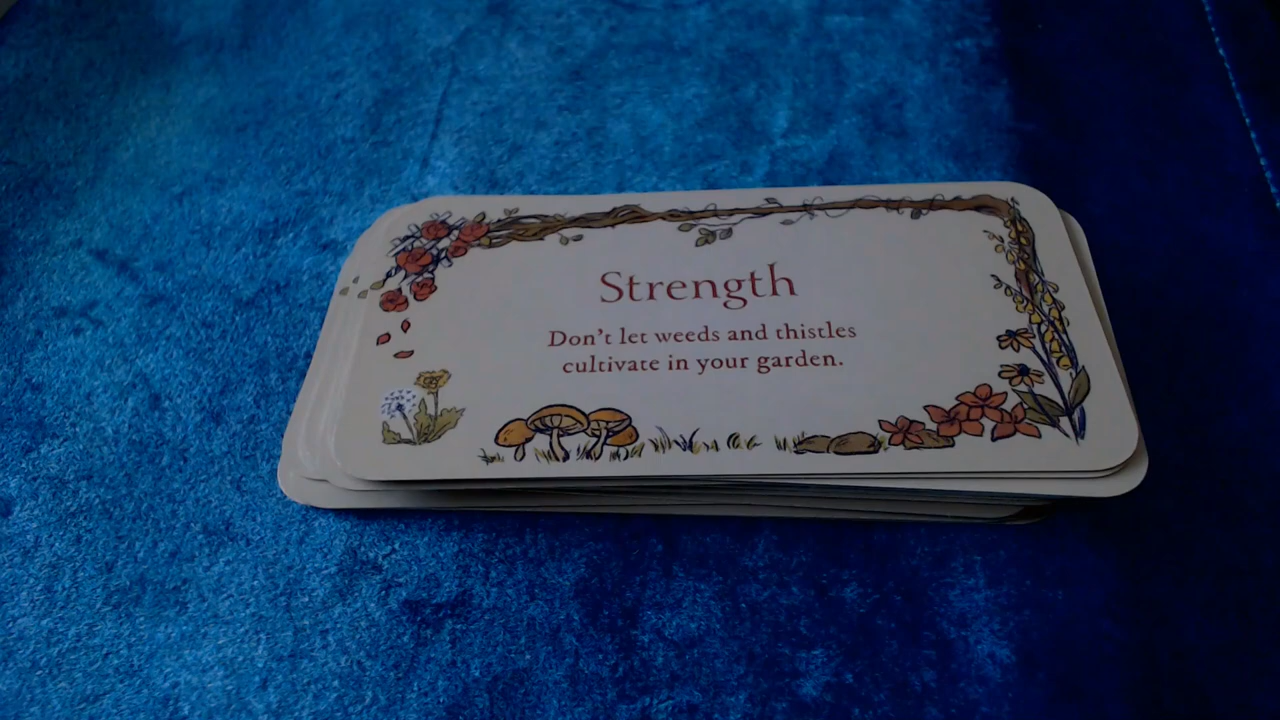 Strength
Don't let weeds and thistles
cultivate in your garden.